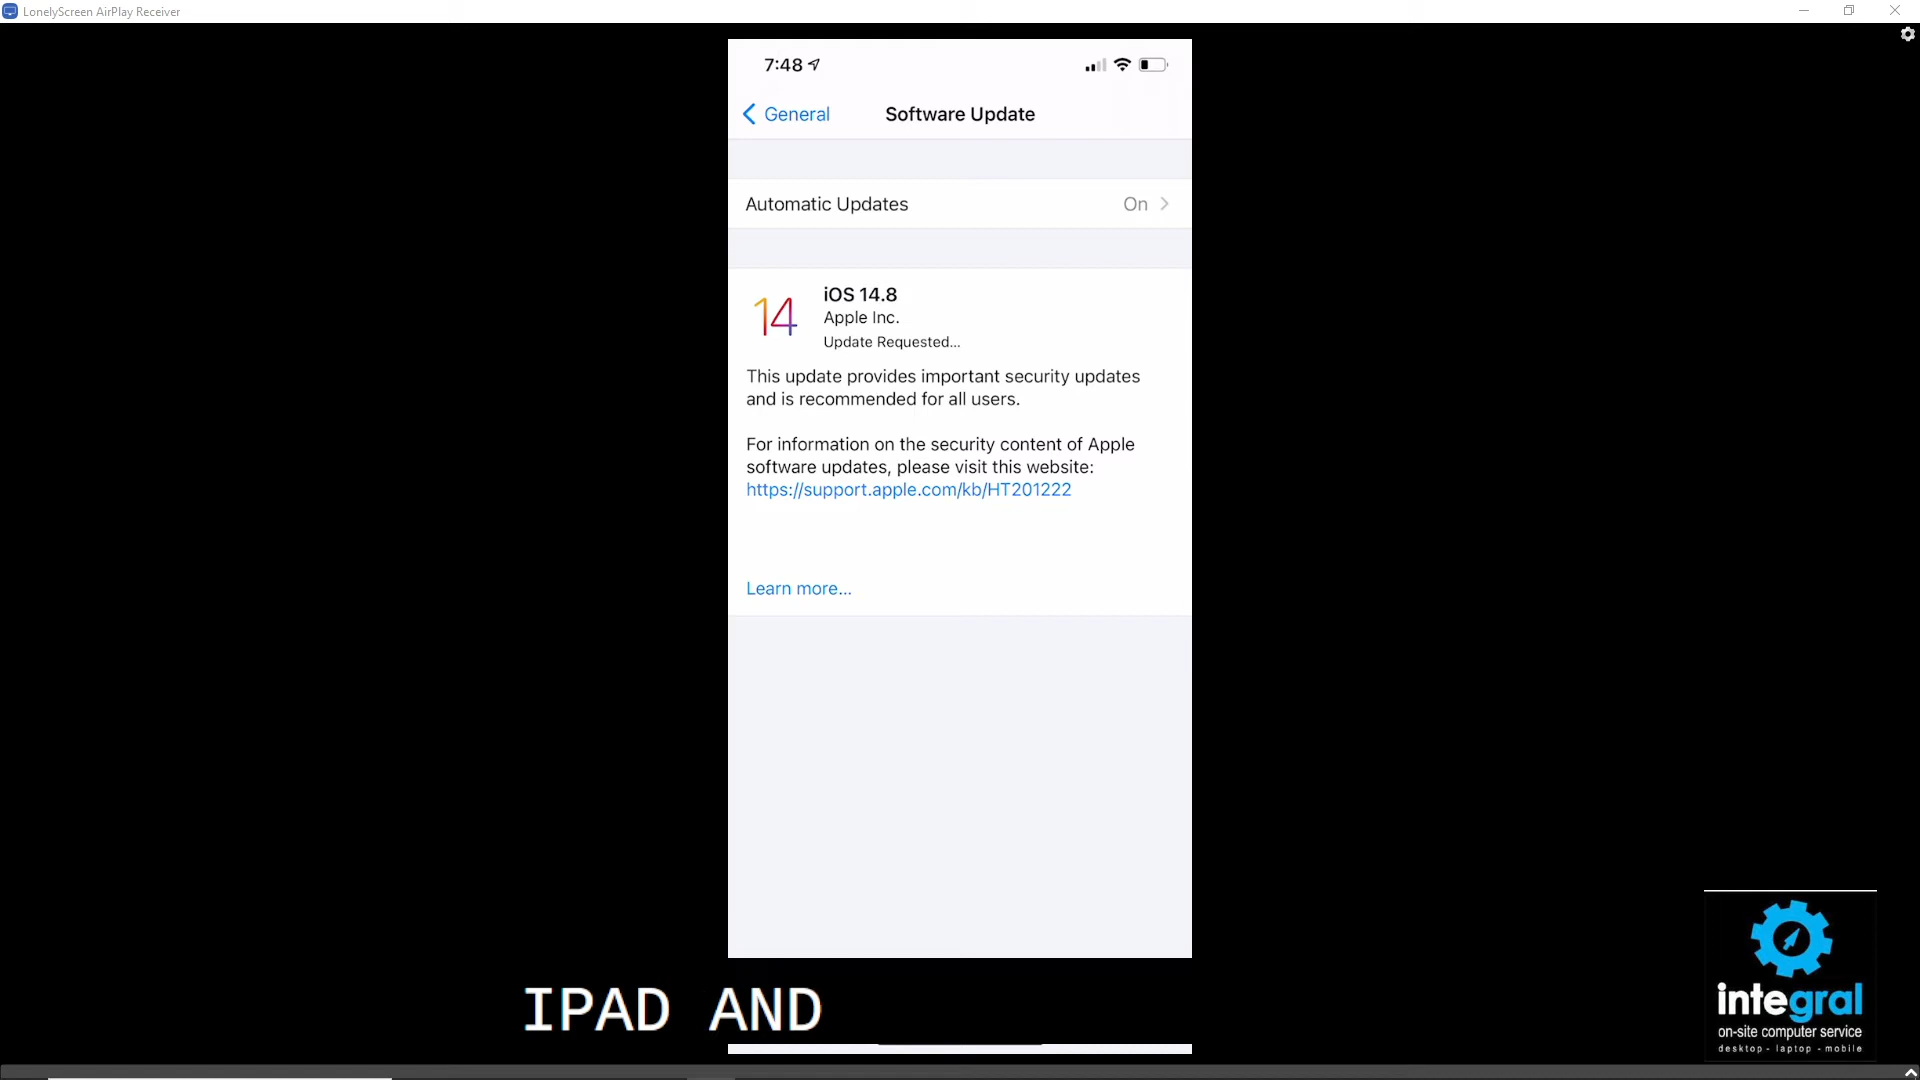 LonelyScreen AirPlay Receiver
7:48
General
Software Update
Automatic Updates
On
14
iOS 14.8
Apple Inc.
Update Requested...
This update provides important security updates
and is recommended for all users.
For information on the security content of Apple
software updates, please visit this website:
https://support.apple.com/kb/HT201222
Learn more...
IPAD AND
integral
on-site computer service
desktop - laptop - mobile